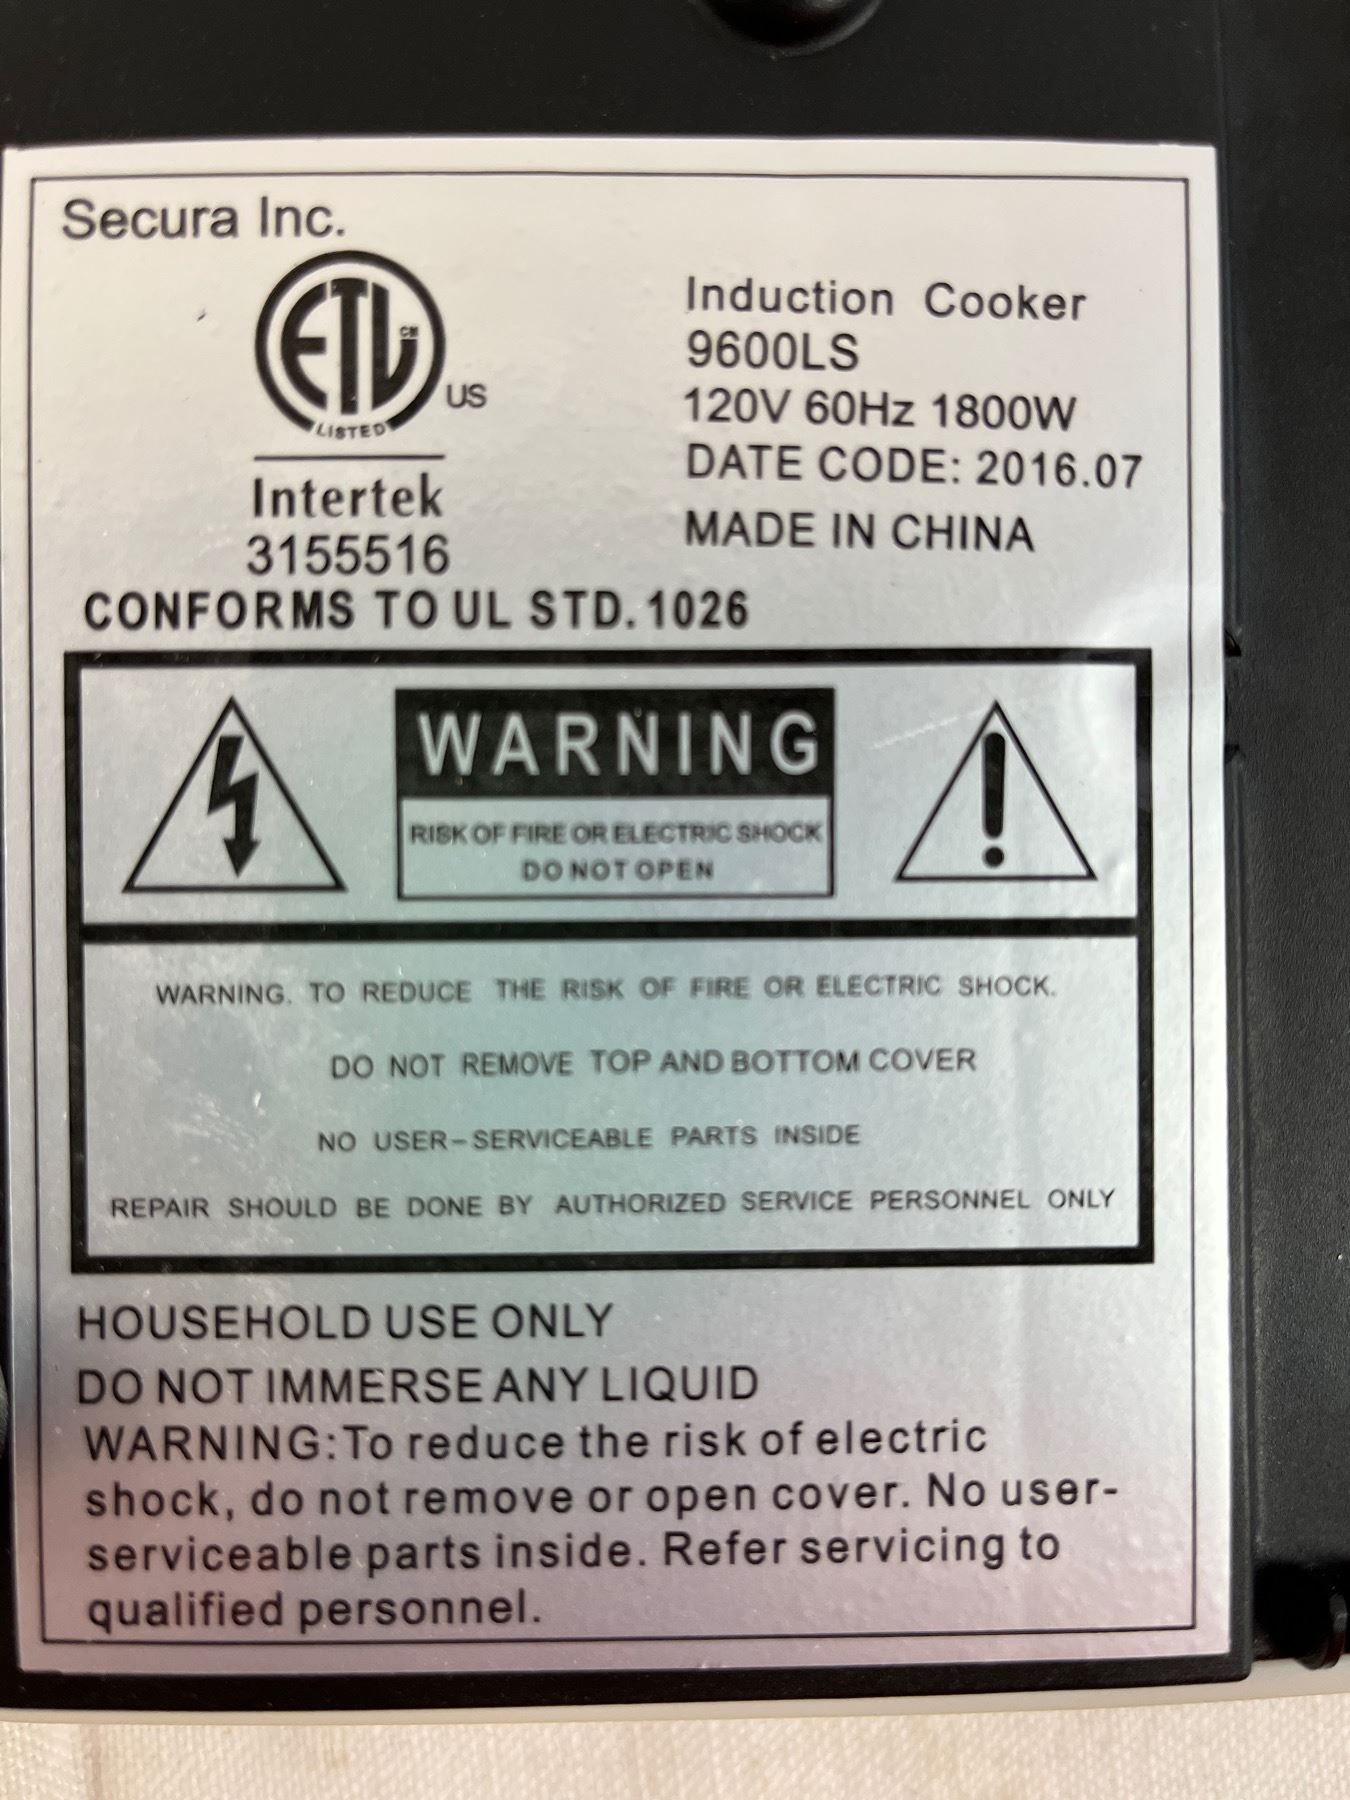 Secura Inc.
ETL CM
US
LISTED
Intertek
3155516
Induction Cooker
9600LS
120V 60Hz 1800W
DATE CODE: 2016.07
MADE IN CHINA
CONFORMS TO UL STD. 1026
WARNING
RISK OF FIRE OR ELECTRIC SHOCK
DO NOT OPEN
WARNING. TO REDUCE THE RISK OF FIRE OR ELECTRIC SHOCK.
DO NOT REMOVE TOP AND BOTTOM COVER
NO USER-SERVICEABLE PARTS INSIDE
REPAIR SHOULD BE DONE BY AUTHORIZED SERVICE PERSONNEL ONLY
HOUSEHOLD USE ONLY
DO NOT IMMERSE ANY LIQUID
WARNING: To reduce the risk of electric
shock, do not remove or open cover. No user-
serviceable parts inside. Refer servicing to
qualified personnel.